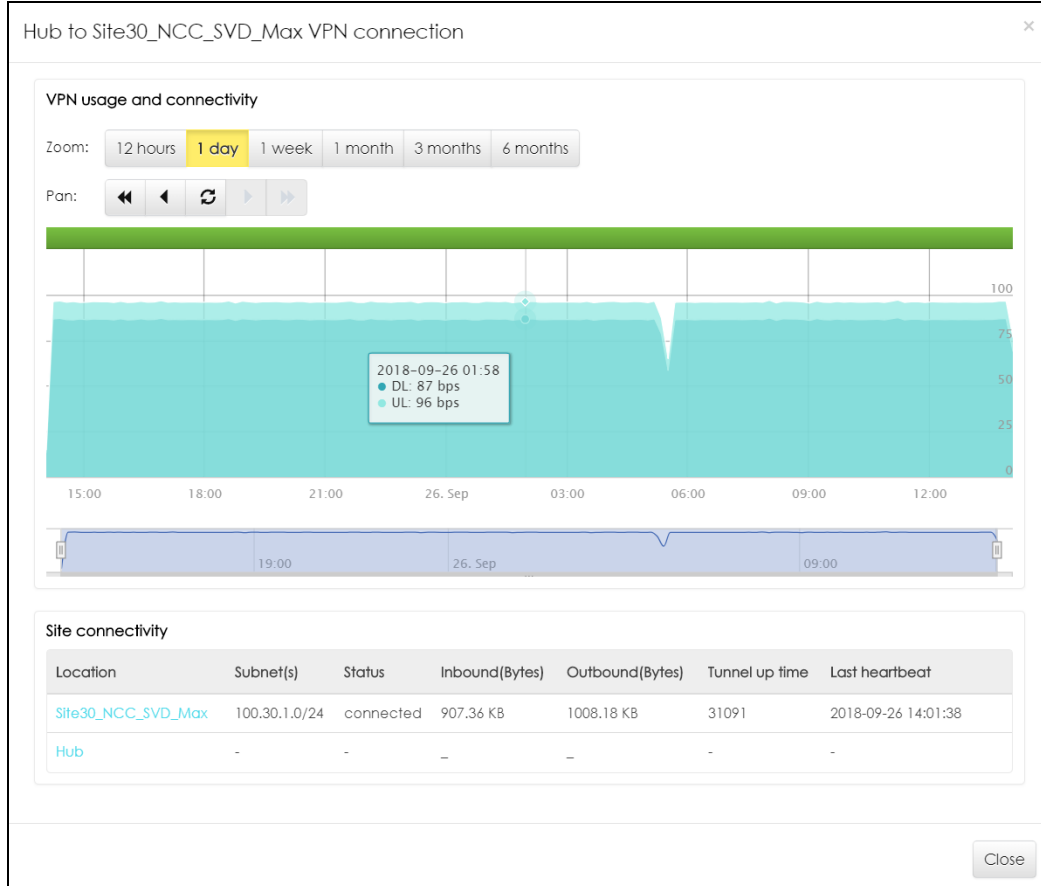 Hub to Site30_NCC_SVD_Max VPN connection ×
VPN usage and connectivity
Zoom: 12 hours 1 day 1 week 1 month 3 months 6 months
Pan:
100
75
2018-09-26 01:58
DL: 87 bps
UL: 96 bps
50
25
0
15:00 18:00 21:00 26. Sep 03:00 06:00 09:00 12:00
19:00 26. Sep 09:00
Site connectivity
Location Subnet(s) Status Inbound(Bytes) Outbound(Bytes) Tunnel up time Last heartbeat
Site30_NCC_SVD_Max 100.30.1.0/24 connected 907.36 KB 1008.18 KB 31091 2018-09-26 14:01:38
Hub - - _ _ - -
Close